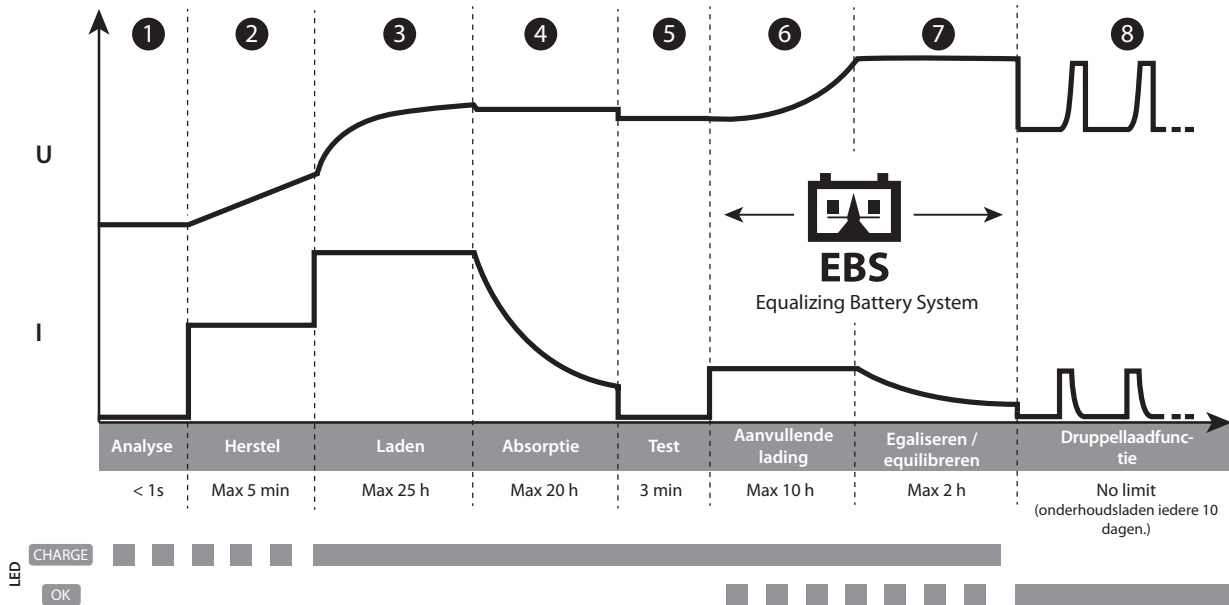 1 2 3 4 5 6 7 8
U
EBS
Equalizing Battery System
I
Analyse Herstel Laden Absorptie Test Aanvullende lading Egaliseren / equilibreren Druppellaadfunc-
tie
< 1s Max 5 min Max 25 h Max 20 h 3 min Max 10 h Max 2 h No limit
(onderhoudsladen iedere 10
dagen.)
LED
CHARGE
OK